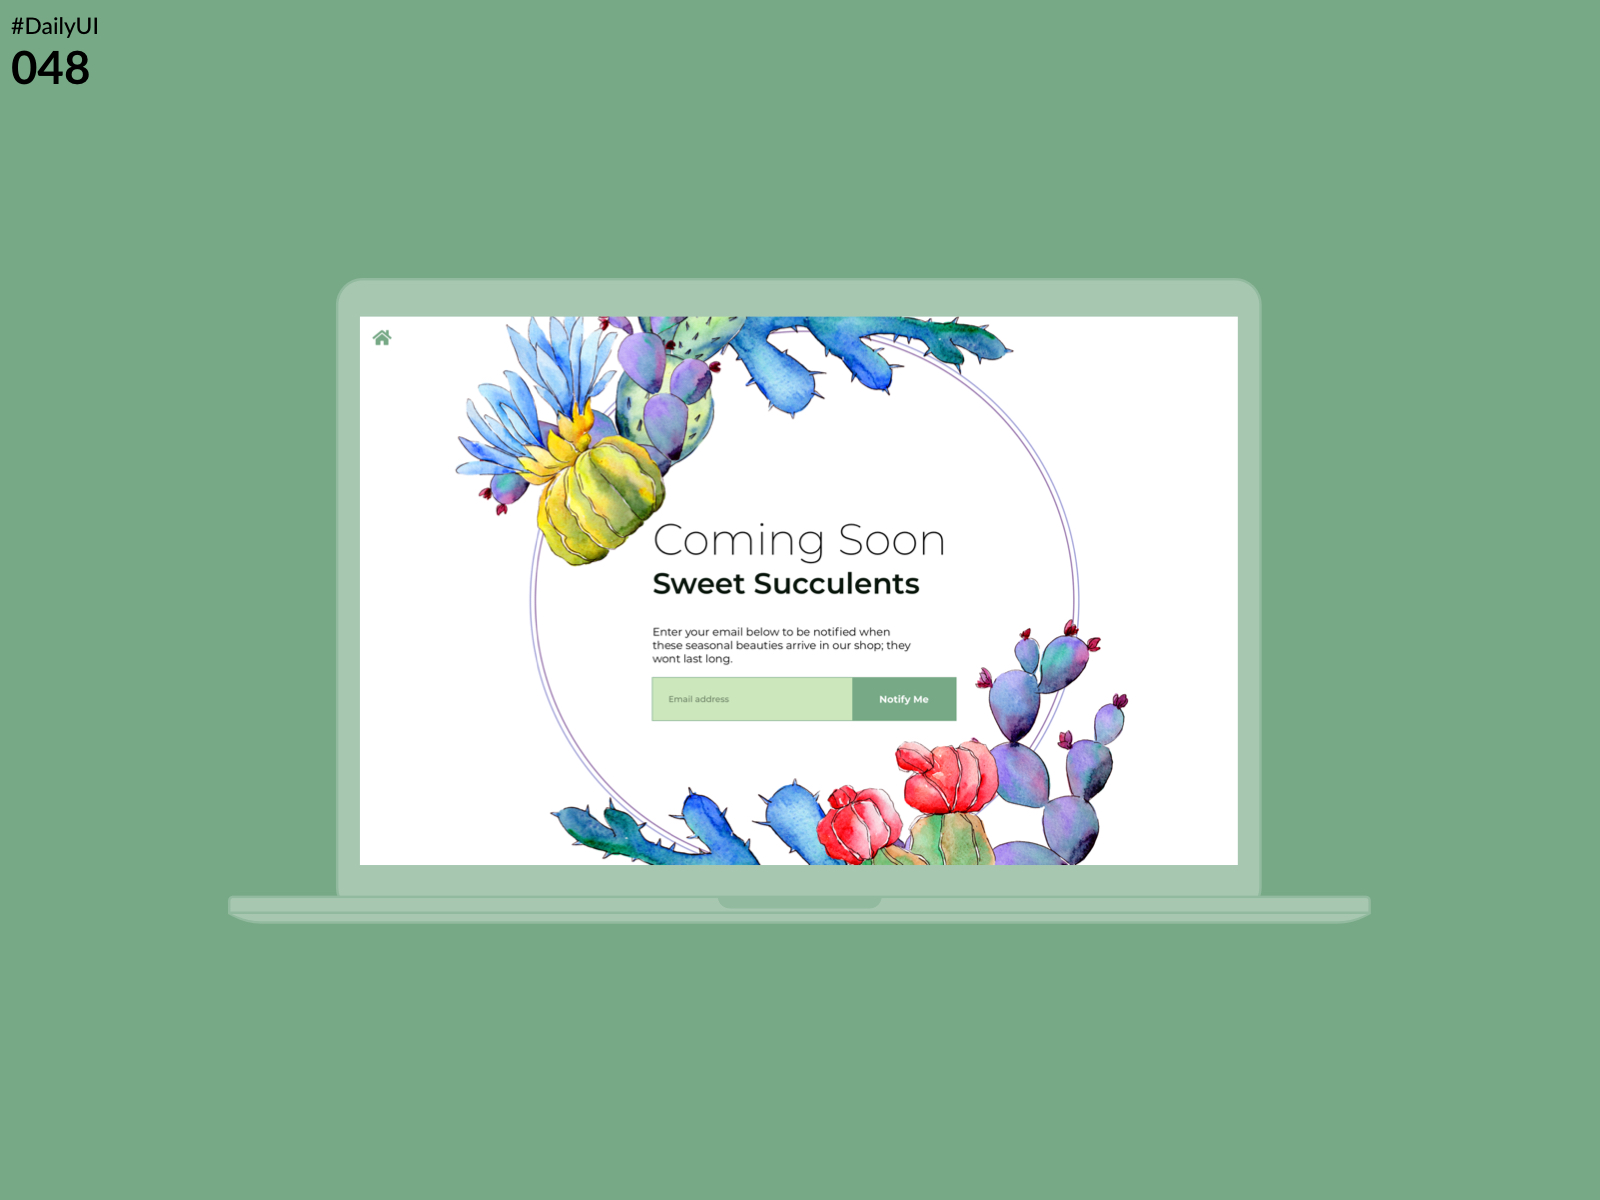 #DailyUI
048
Coming Soon
Sweet Succulents
Enter your email below to be notified when
these seasonal beauties arrive in our shop; they
wont last long.
Email address
Notify Me